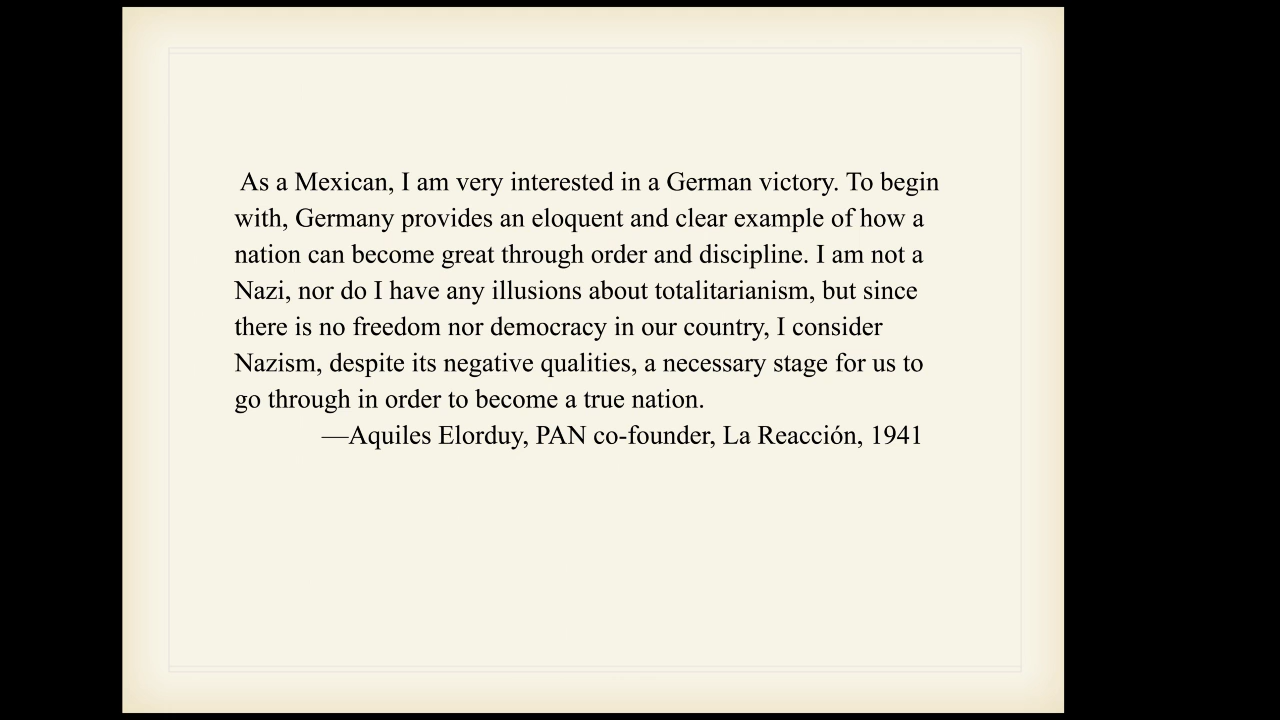 As a Mexican, I am very interested in a German victory. To begin
with, Germany provides an eloquent and clear example of how a
nation can become great through order and discipline. I am not a
Nazi, nor do I have any illusions about totalitarianism, but since
there is no freedom nor democracy in our country, I consider
Nazism, despite its negative qualities, a necessary stage for us to
go through in order to become a true nation.
—Aquiles Elorduy, PAN co-founder, La Reacción, 1941